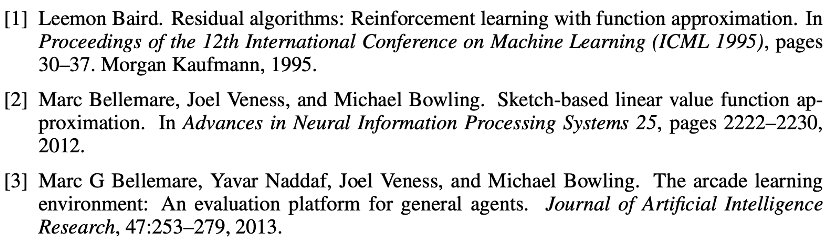 [1] Leemon Baird. Residual algorithms: Reinforcement learning with function approximation. In
Proceedings of the 12th International Conference on Machine Learning (ICML 1995), pages
30–37. Morgan Kaufmann, 1995.
[2] Marc Bellemare, Joel Veness, and Michael Bowling. Sketch-based linear value function ap-
proximation. In Advances in Neural Information Processing Systems 25, pages 2222–2230,
2012.
[3] Marc G Bellemare, Yavar Naddaf, Joel Veness, and Michael Bowling. The arcade learning
environment: An evaluation platform for general agents. Journal of Artificial Intelligence
Research, 47:253–279, 2013.